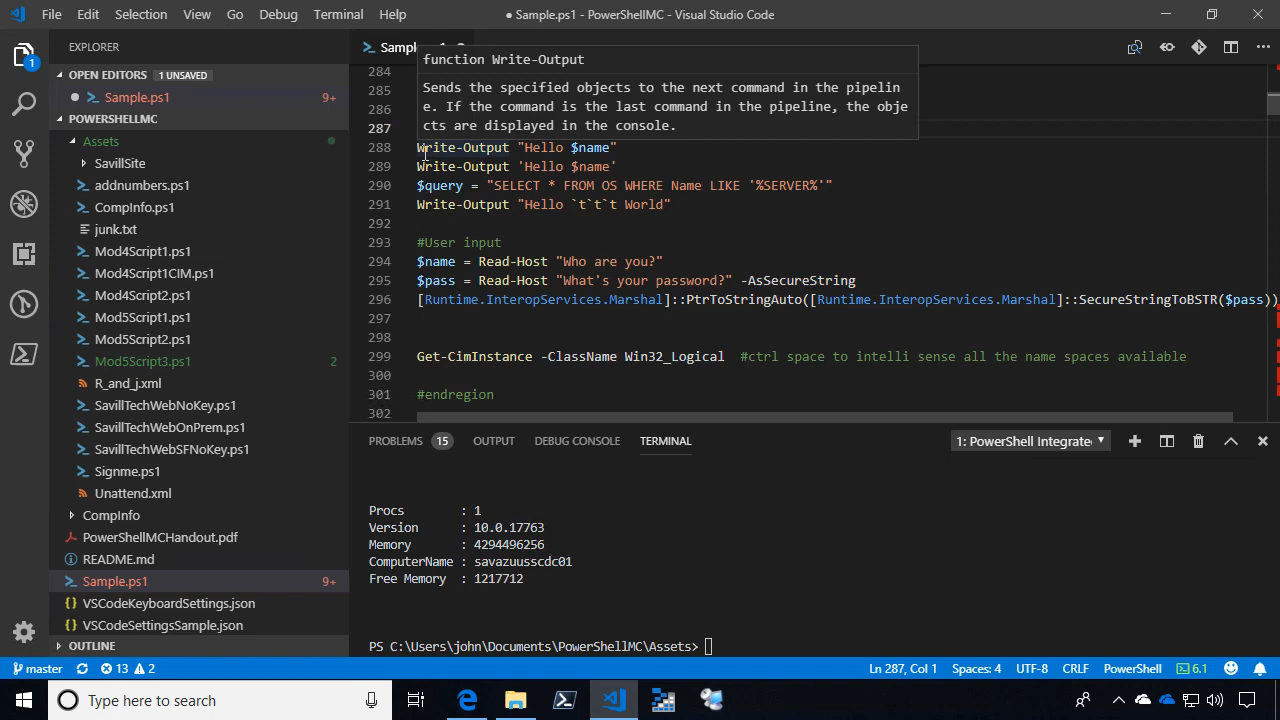 File Edit Selection View Go Debug Terminal Help
● Sample.ps1 - PowerShellMC - Visual Studio Code
EXPLORER
OPEN EDITORS 1 UNSAVED
Sample.ps1 9+
POWERSHELLMC
Assets
SavillSite
addnumbers.ps1
CompInfo.ps1
junk.txt
Mod4Script1.ps1
Mod4Script1CIM.ps1
Mod4Script2.ps1
Mod5Script1.ps1
Mod5Script2.ps1
Mod5Script3.ps1 2
R_and_j.xml
SavillTechWebNoKey.ps1
SavillTechWebOnPrem.ps1
SavillTechWebSFNoKey.ps1
Signme.ps1
Unattend.xml
CompInfo
PowerShellMCHandout.pdf
README.md
Sample.ps1 9+
VSCodeKeyboardSettings.json
VSCodeSettingsSample.json
OUTLINE
1
function Write-Output
Sends the specified objects to the next command in the pipelin
e. If the command is the last command in the pipeline, the obje
cts are displayed in the console.
284
285
286
287
288 Write-Output "Hello $name"
289 Write-Output 'Hello $name'
290 $query = "SELECT * FROM OS WHERE Name LIKE '%SERVER%'"
291 Write-Output "Hello `t`t`t World"
292
293 #User input
294 $name = Read-Host "Who are you?"
295 $pass = Read-Host "What's your password?" -AsSecureString
296 [Runtime.InteropServices.Marshal]::PtrToStringAuto([Runtime.InteropServices.Marshal]::SecureStringToBSTR($pass))
297
298
299 Get-CimInstance -ClassName Win32_Logical #ctrl space to intelli sense all the name spaces available
300
301 #endregion
302
PROBLEMS 15 OUTPUT DEBUG CONSOLE TERMINAL 1: PowerShell Integrate
Procs : 1
Version : 10.0.17763
Memory : 4294496256
ComputerName : savazuusscdc01
Free Memory : 1217712
PS C:\Users\john\Documents\PowerShellMC\Assets>
master 13 2 Ln 287, Col 1 Spaces: 4 UTF-8 CRLF PowerShell 6.1
Type here to search